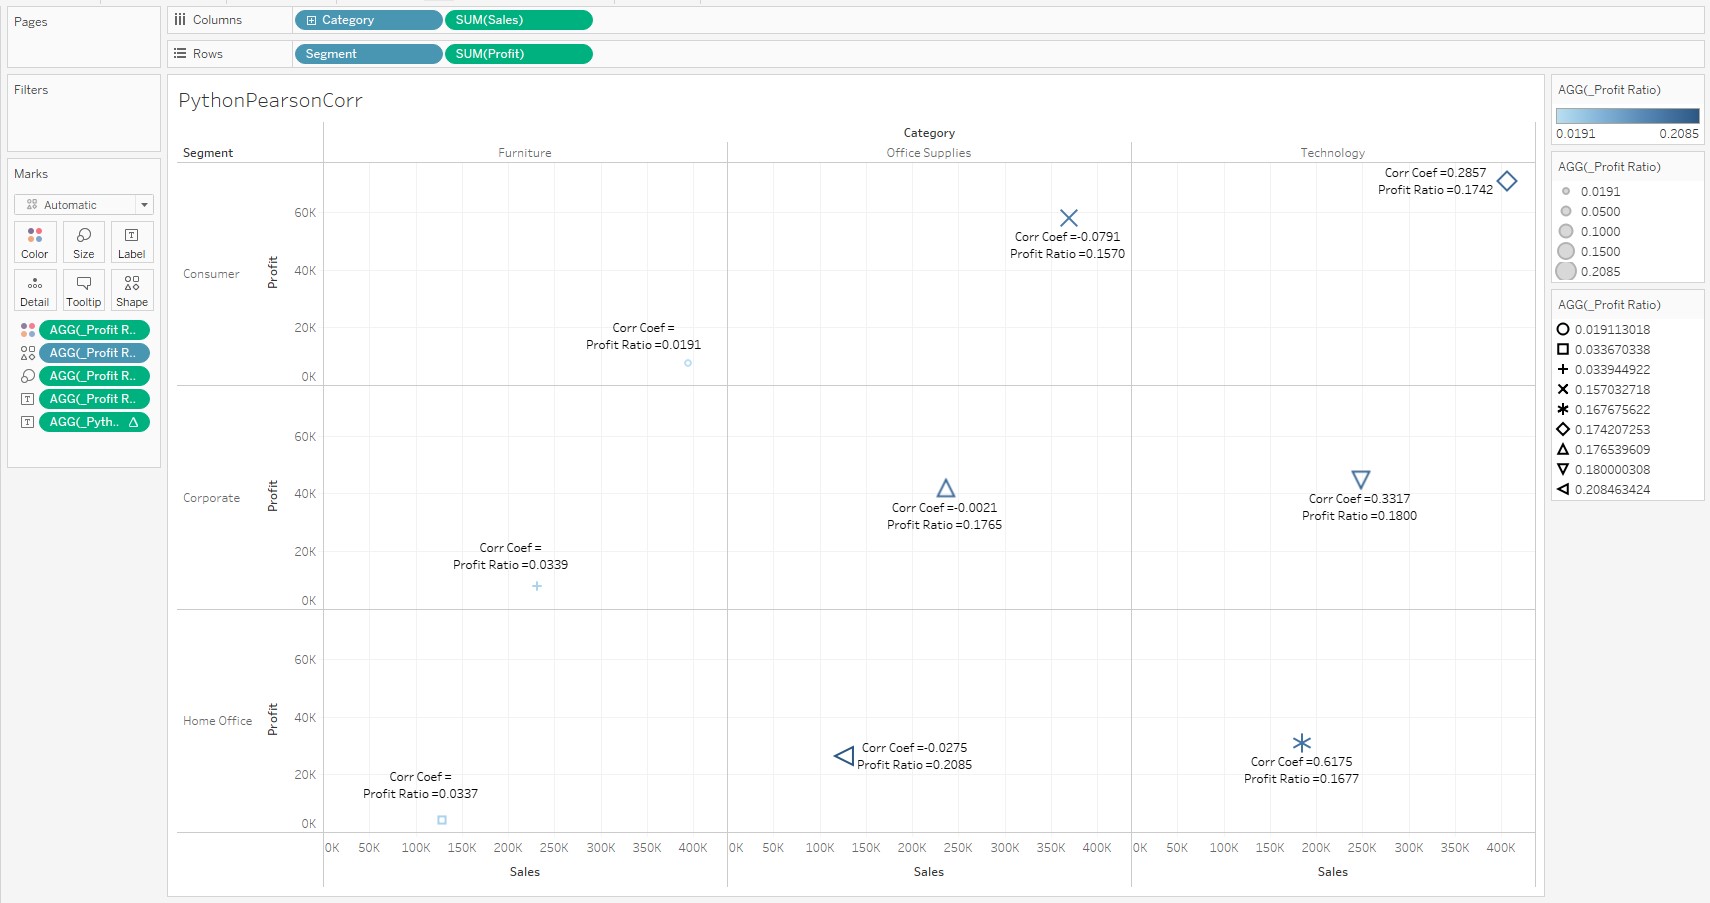 Pages
Columns
Category
SUM(Sales)
Rows
Segment
SUM(Profit)
Filters
Marks
Automatic
Color
Size
Label
Detail
Tooltip
Shape
AGG(_Profit R..
AGG(_Profit R..
AGG(_Profit R..
AGG(_Profit R..
AGG(_Pyth..
PythonPearsonCorr
Category
Segment
Furniture
Office Supplies
Technology
Consumer
Profit
60K
40K
20K
0K
Corr Coef =
Profit Ratio =0.0191
Corr Coef =-0.0791
Profit Ratio =0.1570
Corr Coef =0.2857
Profit Ratio =0.1742
Corporate
Profit
60K
40K
20K
0K
Corr Coef =
Profit Ratio =0.0339
Corr Coef =-0.0021
Profit Ratio =0.1765
Corr Coef =0.3317
Profit Ratio =0.1800
Home Office
Profit
60K
40K
20K
0K
Corr Coef =
Profit Ratio =0.0337
Corr Coef =-0.0275
Profit Ratio =0.2085
Corr Coef =0.6175
Profit Ratio =0.1677
0K 50K 100K 150K 200K 250K 300K 350K 400K
0K 50K 100K 150K 200K 250K 300K 350K 400K
0K 50K 100K 150K 200K 250K 300K 350K 400K
Sales
Sales
Sales
AGG(_Profit Ratio)
0.0191 0.2085
AGG(_Profit Ratio)
0.0191
0.0500
0.1000
0.1500
0.2085
AGG(_Profit Ratio)
0.019113018
0.033670338
0.033944922
0.157032718
0.167675622
0.174207253
0.176539609
0.180000308
0.208463424